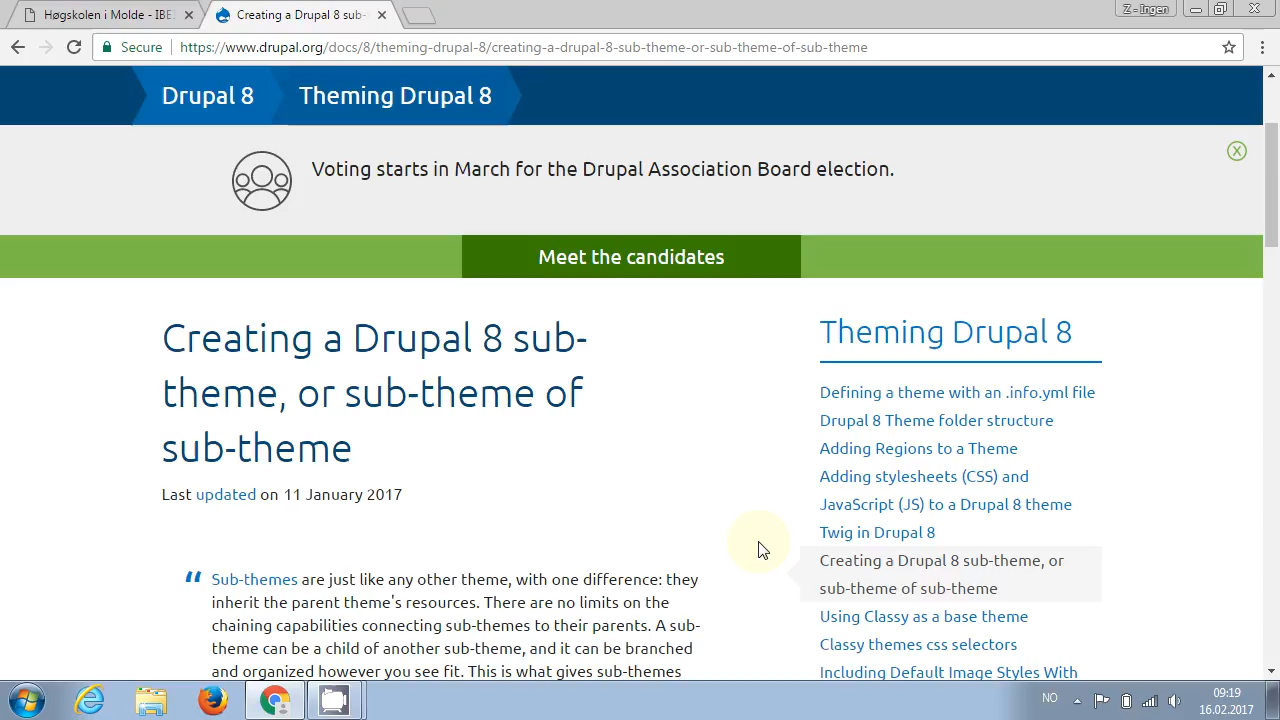 Høgskolen i Molde - IBE
Creating a Drupal 8 sub-
Z - Ingen
Secure
https://www.drupal.org/docs/8/theming-drupal-8/creating-a-drupal-8-sub-theme-or-sub-theme-of-sub-theme
Drupal 8
Theming Drupal 8
Voting starts in March for the Drupal Association Board election.
Meet the candidates
Creating a Drupal 8 sub-
theme, or sub-theme of
sub-theme
Last updated on 11 January 2017
“ Sub-themes are just like any other theme, with one difference: they
inherit the parent theme's resources. There are no limits on the
chaining capabilities connecting sub-themes to their parents. A sub-
theme can be a child of another sub-theme, and it can be branched
and organized however you see fit. This is what gives sub-themes
Theming Drupal 8
Defining a theme with an .info.yml file
Drupal 8 Theme folder structure
Adding Regions to a Theme
Adding stylesheets (CSS) and
JavaScript (JS) to a Drupal 8 theme
Twig in Drupal 8
Creating a Drupal 8 sub-theme, or
sub-theme of sub-theme
Using Classy as a base theme
Classy themes css selectors
Including Default Image Styles With
NO
09:19
16.02.2017